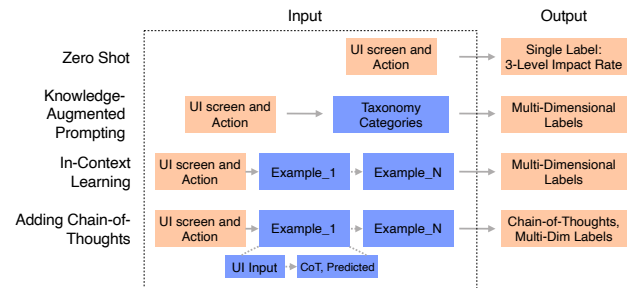 Input
Output
Zero Shot
UI screen and
Action
Single Label:
3-Level Impact Rate
Knowledge-
Augmented
Prompting
UI screen and
Action
Taxonomy
Categories
Multi-Dimensional
Labels
In-Context
Learning
UI screen and
Action
Example_1
Example_N
Multi-Dimensional
Labels
Adding Chain-of-
Thoughts
UI screen and
Action
Example_1
Example_N
Chain-of-Thoughts,
Multi-Dim Labels
UI Input
CoT, Predicted